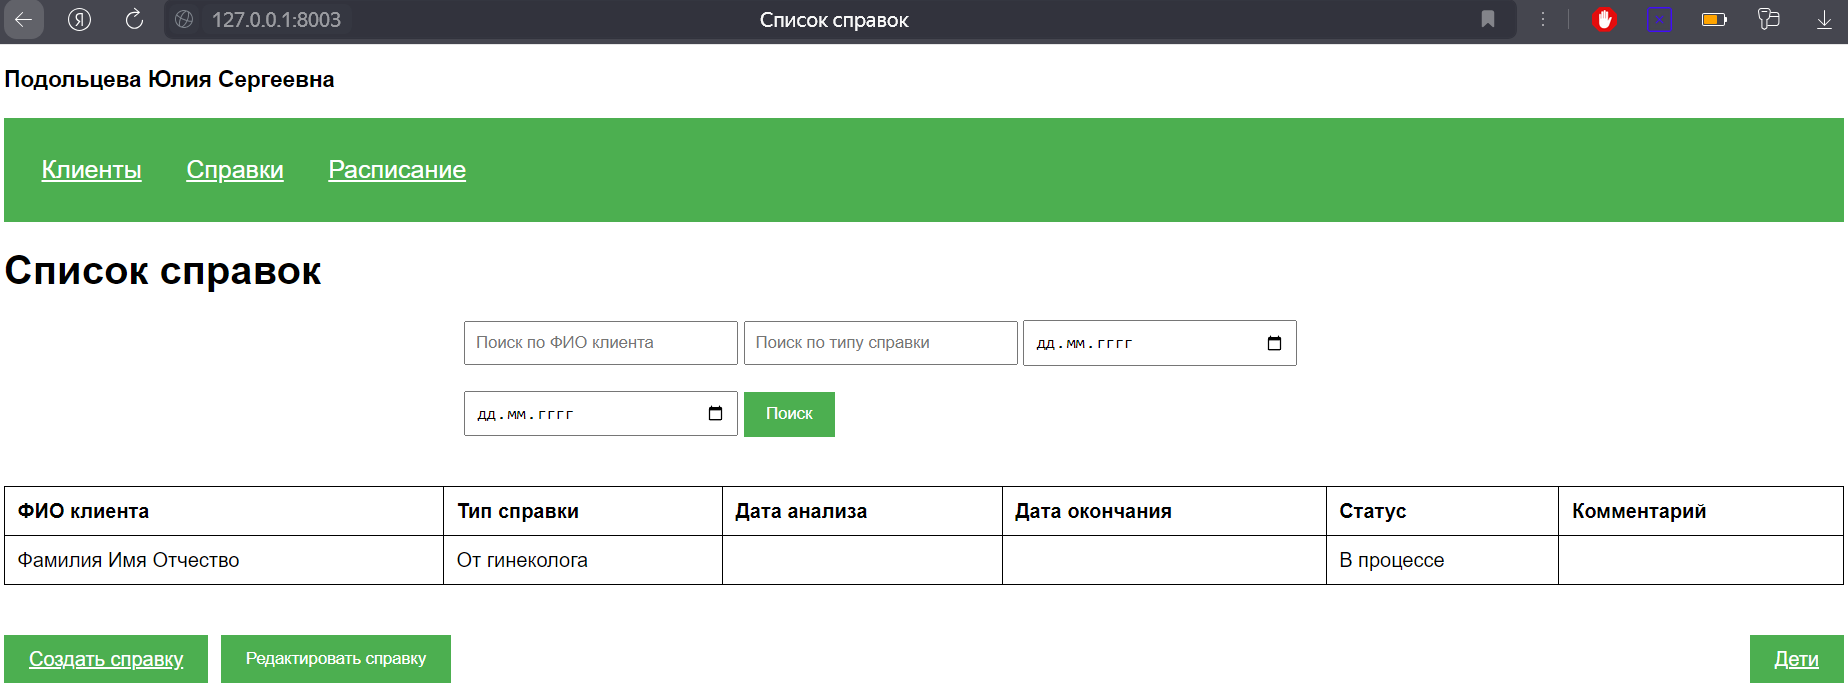 127.0.0.1:8003 Список справок
Подольцева Юлия Сергеевна
Клиенты Справки Расписание
Список справок
Поиск по ФИО клиента Поиск по типу справки дд.мм.гггг
дд.мм.гггг Поиск
ФИО клиента Тип справки Дата анализа Дата окончания Статус Комментарий
Фамилия Имя Отчество От гинеколога В процессе
Создать справку Редактировать справку Дети